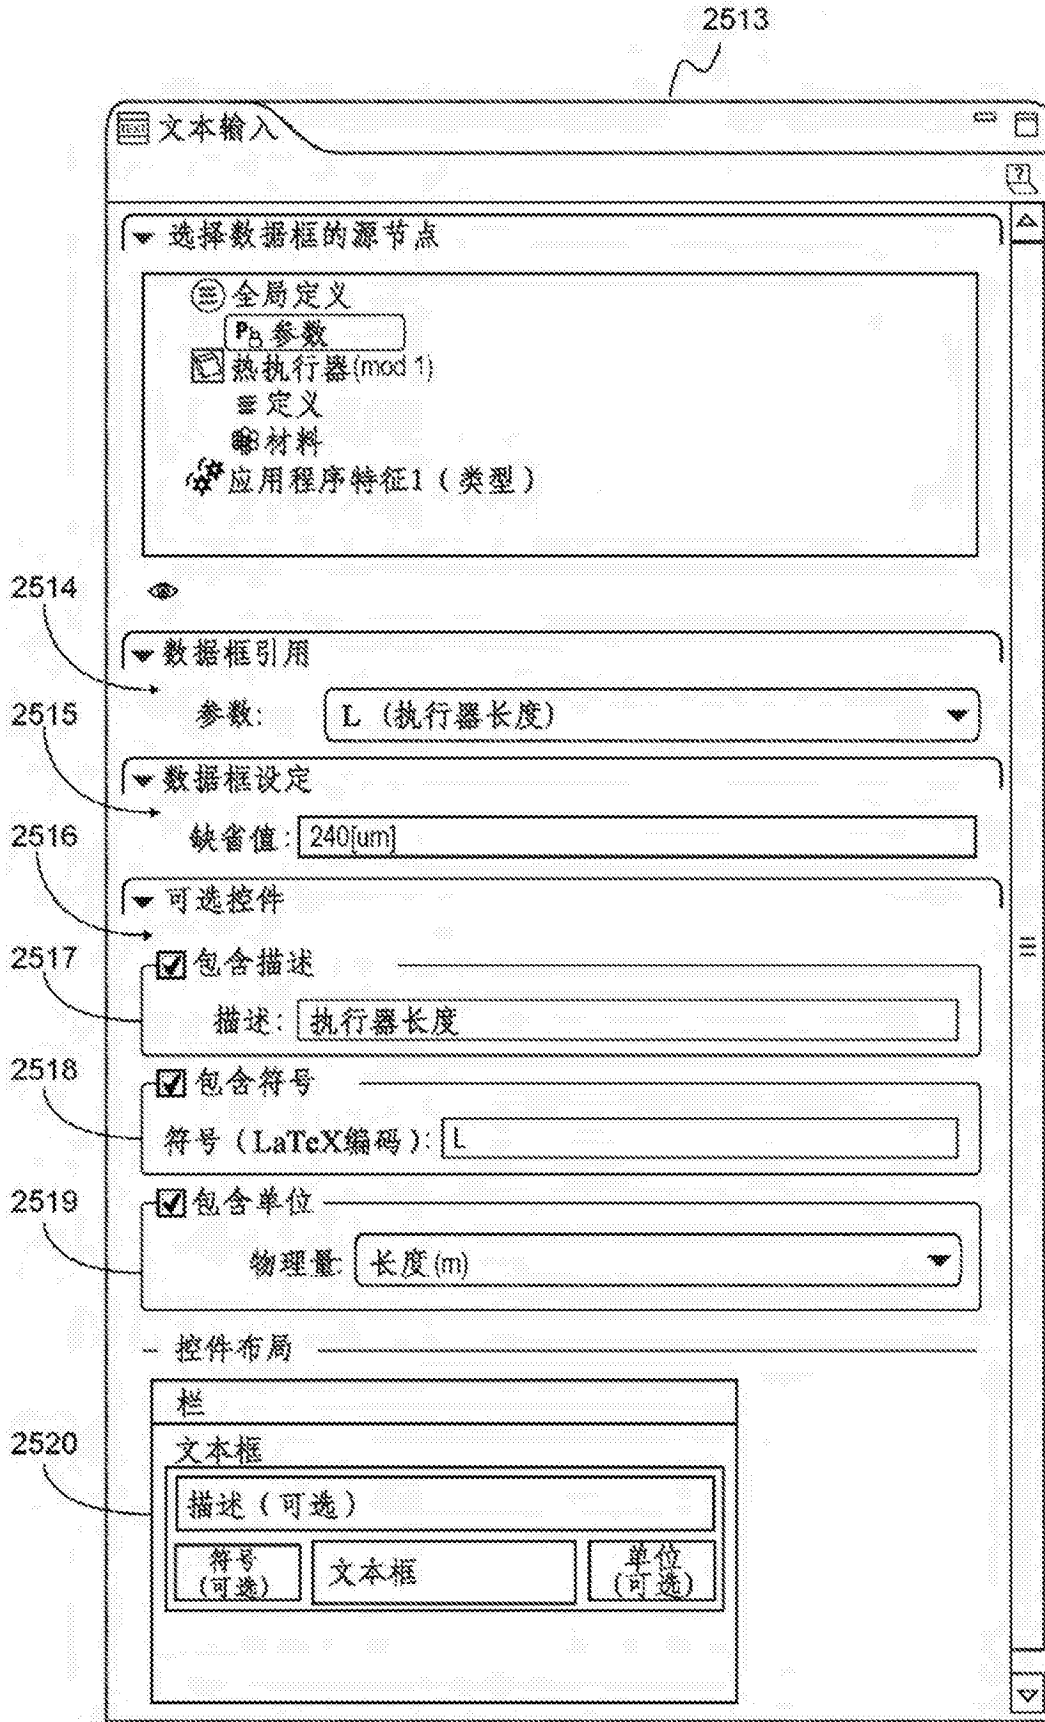 2513
文本输入
?
选择数据框的源节点
全局定义
参数
热执行器(mod 1)
定义
材料
应用程序特征1（类型）
2514
数据框引用
参数:
L (执行器长度)
2515
数据框设定
缺省值: 240[um]
2516
可选控件
2517
包含描述
描述: 执行器长度
2518
包含符号
符号（LaTeX编码）: L
2519
包含单位
物理量: 长度(m)
控件布局
栏
2520
文本框
描述（可选）
符号
(可选)
文本框
单位
(可选)